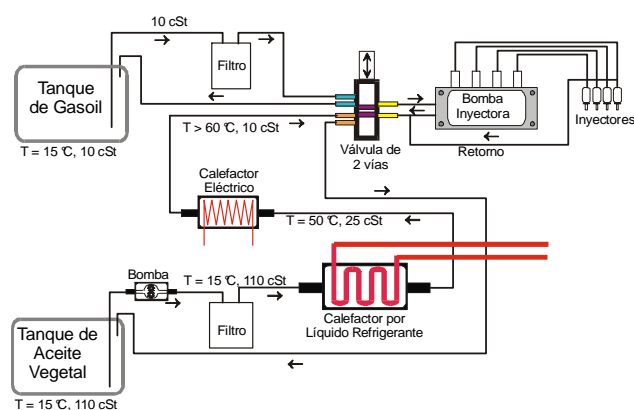 10 cSt
Filtro
Tanque
de Gasoil
T = 15 ℃, 10 cSt
T > 60 ℃, 10 cSt
Válvula de
2 vías
Bomba
Inyectora
Inyectores
Retorno
Calefactor
Eléctrico
T = 50℃, 25 cSt
Bomba
T = 15 ℃, 110 cSt
Filtro
Calefactor por
Líquido Refrigerante
Tanque de
Aceite
Vegetal
T = 15 ℃, 110 cSt